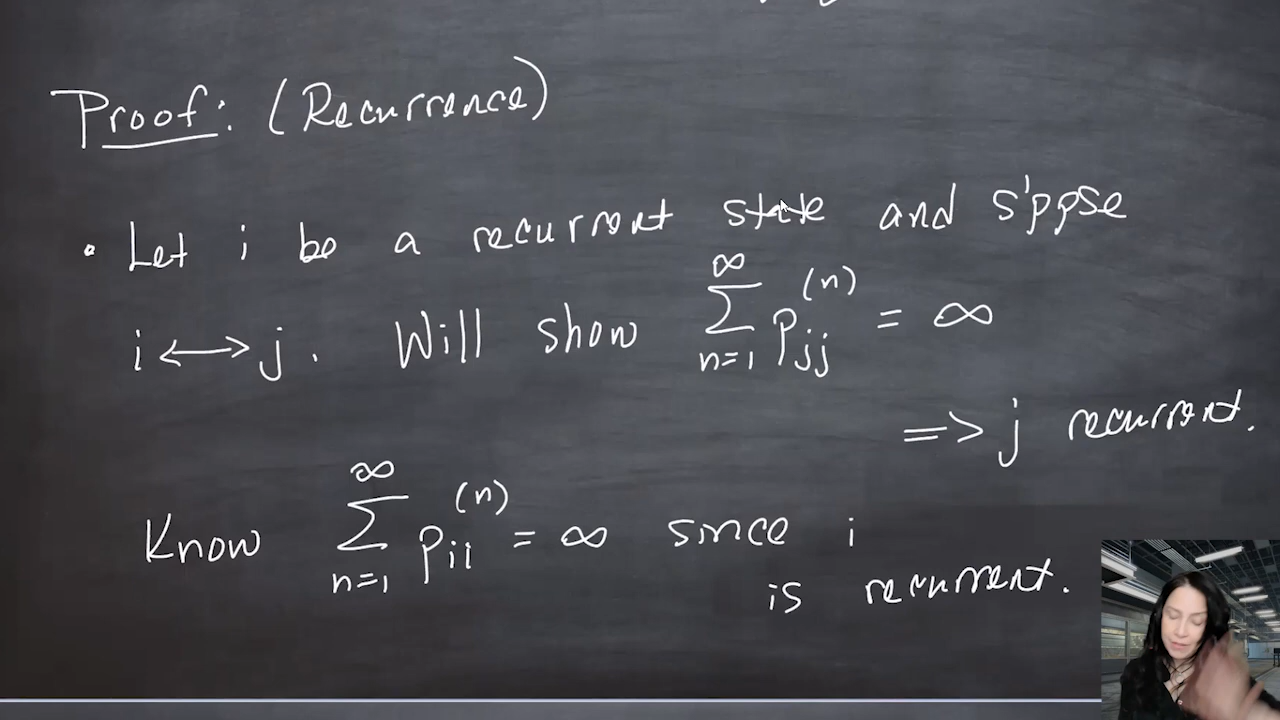 Proof: (Recurrence)
• Let i be a recurrent state and s'ppse
i ⟷ j. Will show ∑_{n=1}^{∞} p_{jj}^{(n)} = ∞
=> j recurrent.
Know ∑_{n=1}^{∞} p_{ii}^{(n)} = ∞ since i
is recurrent.